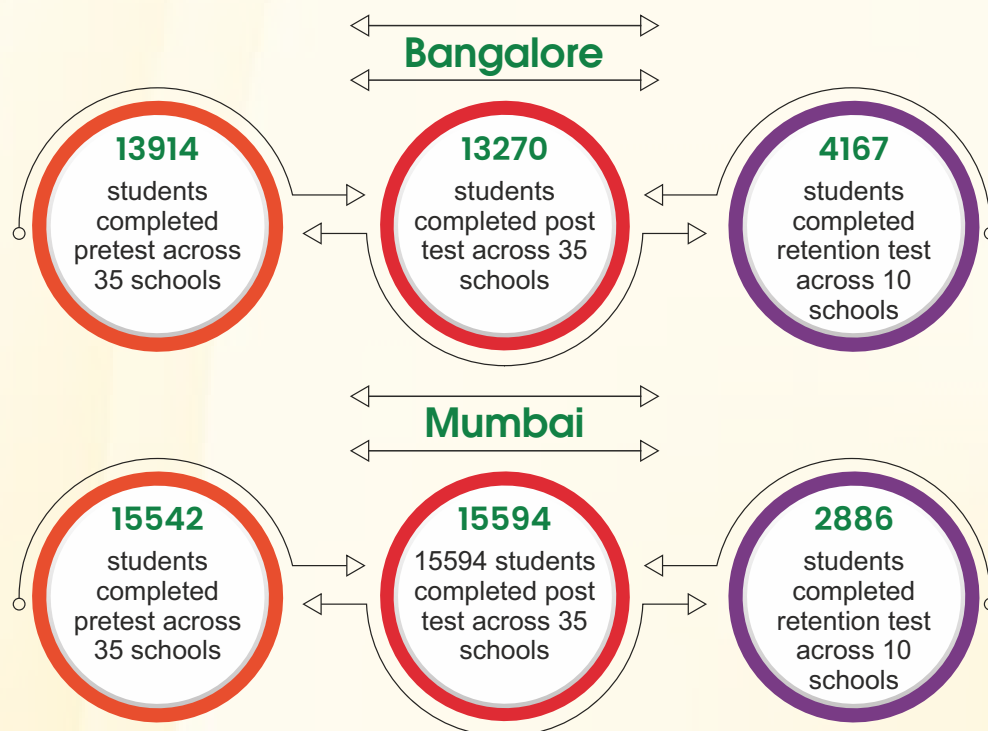 Bangalore
13914
students
completed
pretest across
35 schools
13270
students
completed post
test across 35
schools
4167
students
completed
retention test
across 10
schools
Mumbai
15542
students
completed
pretest across
35 schools
15594
15594 students
completed post
test across 35
schools
2886
students
completed
retention test
across 10
schools